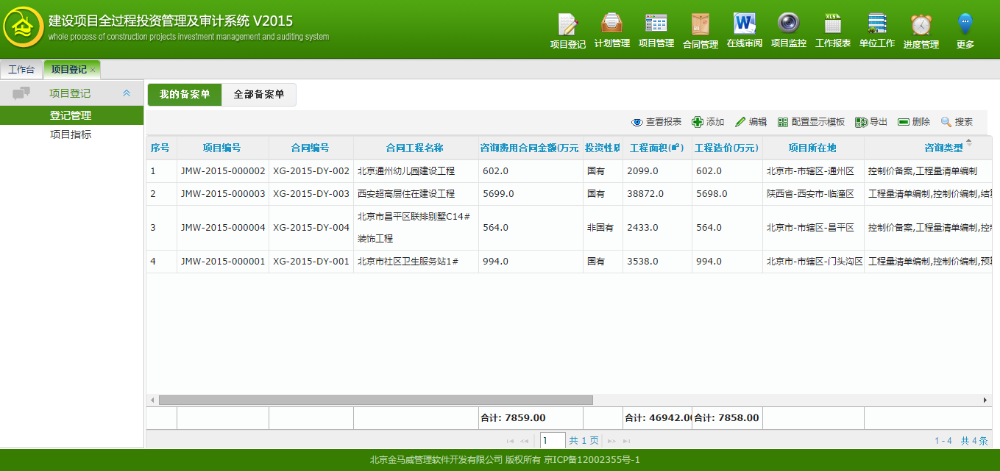 建设项目全过程投资管理及审计系统 V2015
whole process of construction projects investment management and auditing system
项目登记 计划管理 项目管理 合同管理 在线审阅 项目监控 工作报表 单位工作 进度管理 更多
工作台 项目登记 ×
项目登记
登记管理
项目指标
我的备案单 全部备案单
查看报表 添加 编辑 配置显示模板 导出 删除 搜索
序号 项目编号 合同编号 合同工程名称 咨询费用合同金额(万元 投资性质 工程面积(㎡) 工程造价(万元) 项目所在地 咨询类型
1 JMW-2015-000002 XG-2015-DY-002 北京通州幼儿园建设工程 602.0 国有 2099.0 602.0 北京市-市辖区-通州区 控制价备案,工程量清单编制
2 JMW-2015-000003 XG-2015-DY-003 西安超高层住在建设工程 5699.0 国有 38872.0 5698.0 陕西省-西安市-临潼区 工程量清单编制,控制价编制,结算
3 JMW-2015-000004 XG-2015-DY-004 北京市昌平区联排别墅C14#装饰工程 564.0 非国有 2433.0 564.0 北京市-市辖区-昌平区 控制价备案,工程量清单编制,控制
4 JMW-2015-000001 XG-2015-DY-001 北京市社区卫生服务站1# 994.0 国有 3538.0 994.0 北京市-市辖区-门头沟区 工程量清单编制,控制价编制,预算
合计: 7859.00 合计: 46942.00 合计: 7858.00
1 共 1 页 1 - 4 共 4 条
北京金马威管理软件开发有限公司 版权所有 京ICP备12002355号-1